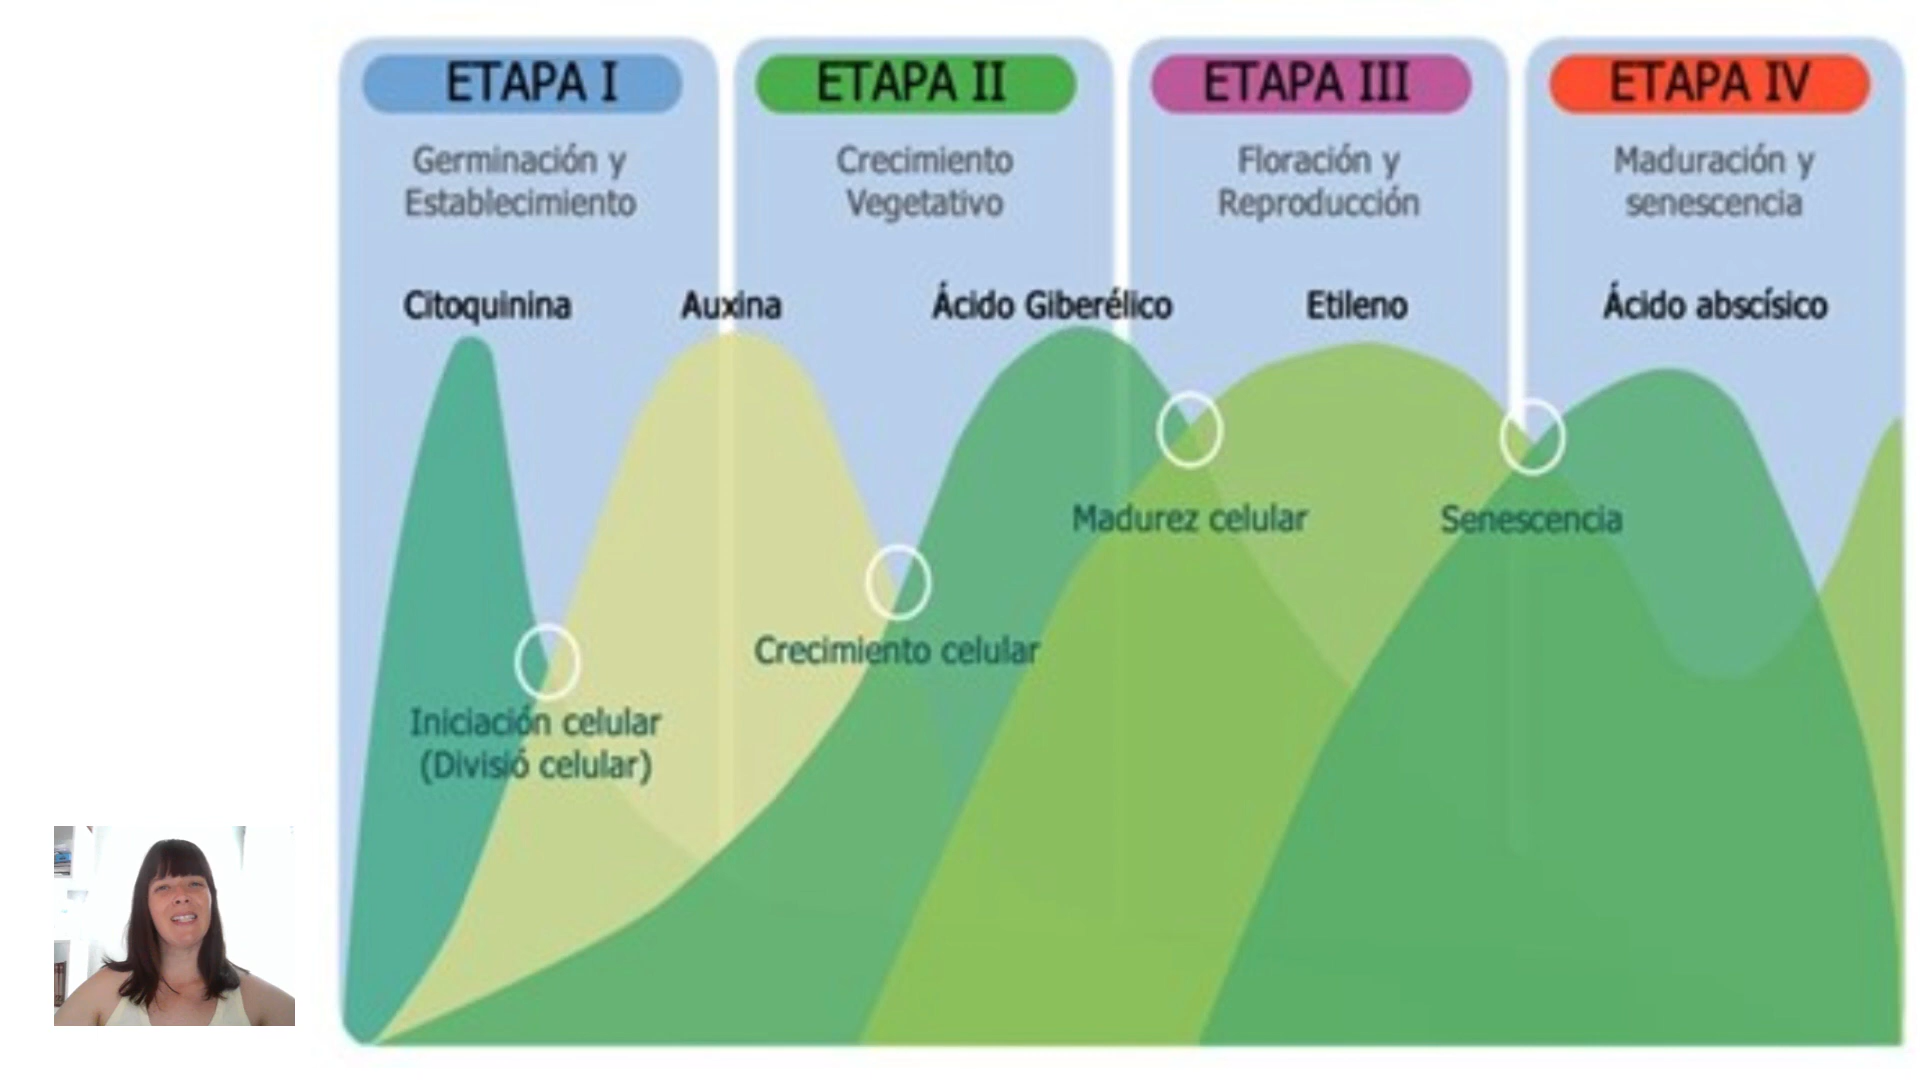 ETAPA I
Germinación y
Establecimiento
ETAPA II
Crecimiento
Vegetativo
ETAPA III
Floración y
Reproducción
ETAPA IV
Maduración y
senescencia
Citoquinina
Auxina
Ácido Giberélico
Etileno
Ácido abscísico
Madurez celular
Senescencia
Crecimiento celular
Iniciación celular
(Divisió celular)